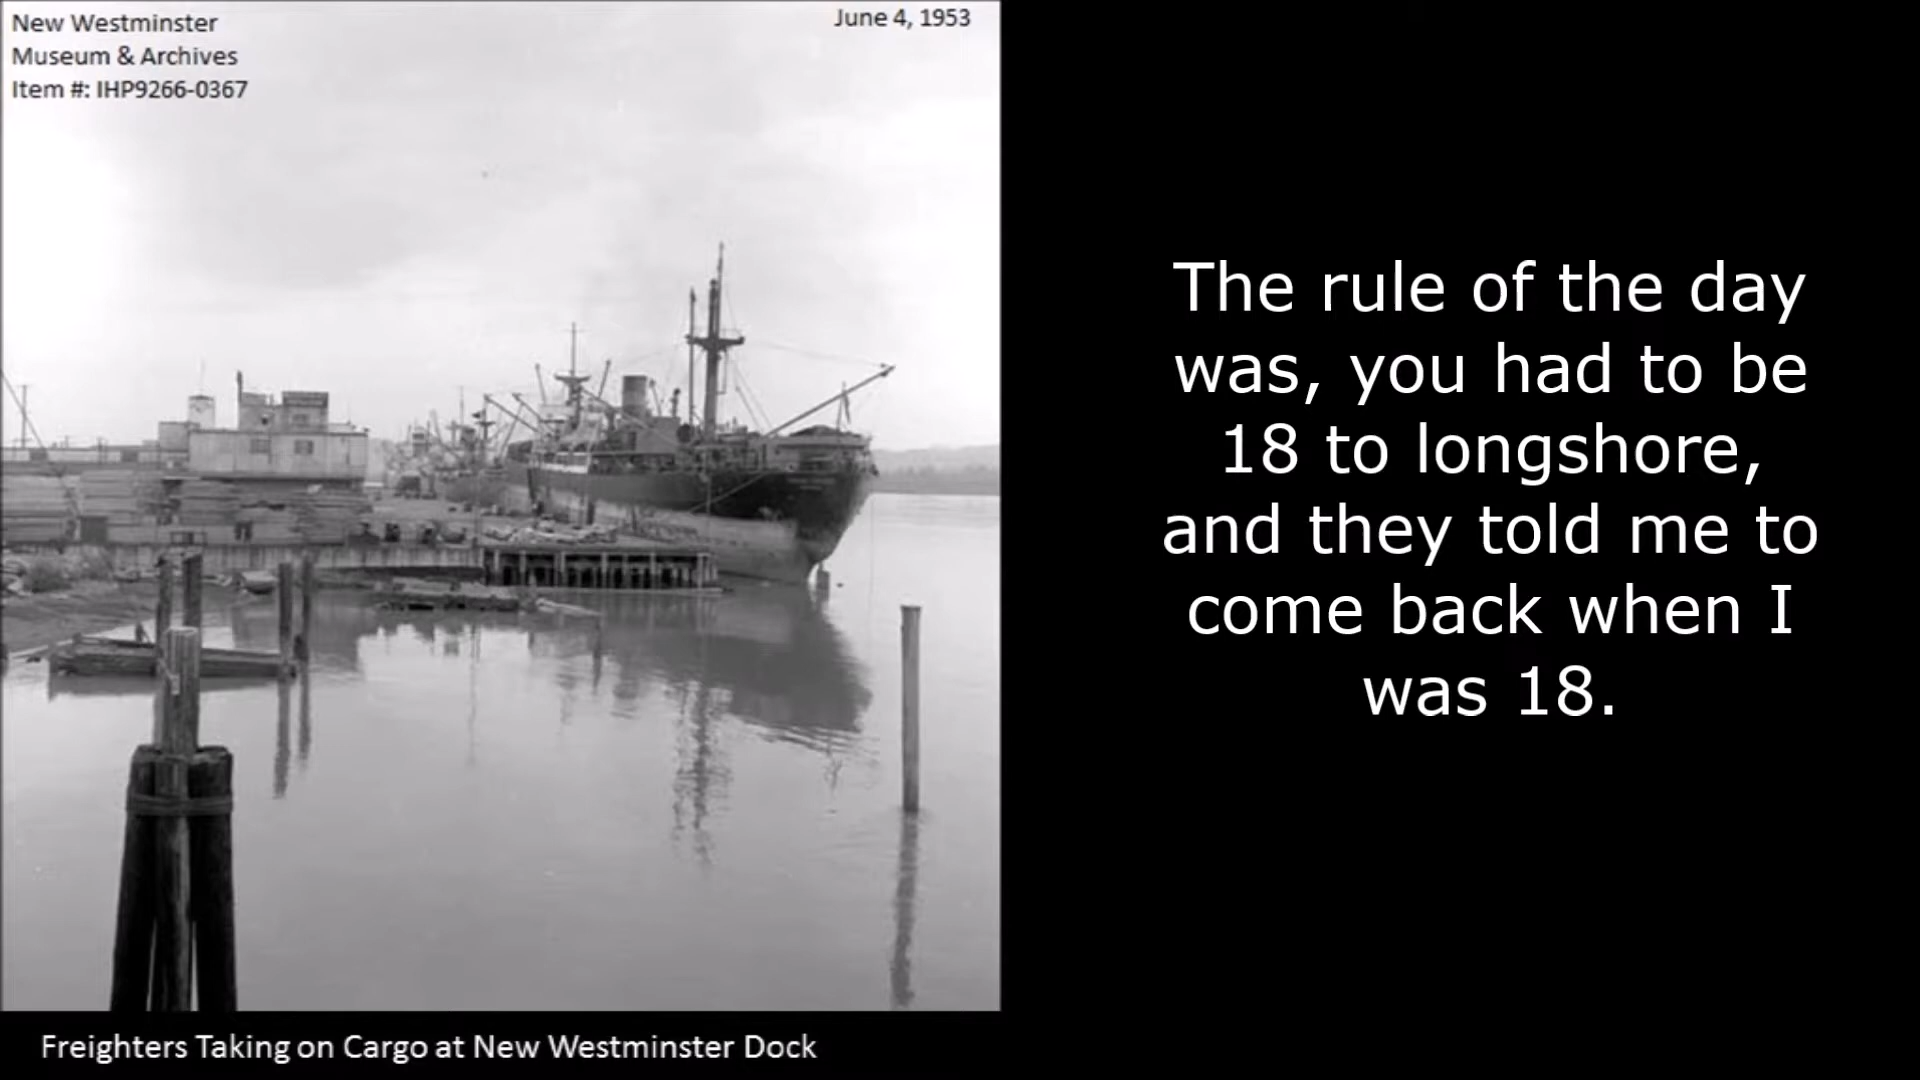 New Westminster
Museum & Archives
Item #: IHP9266-0367
June 4, 1953
The rule of the day
was, you had to be
18 to longshore,
and they told me to
come back when I
was 18.
Freighters Taking on Cargo at New Westminster Dock